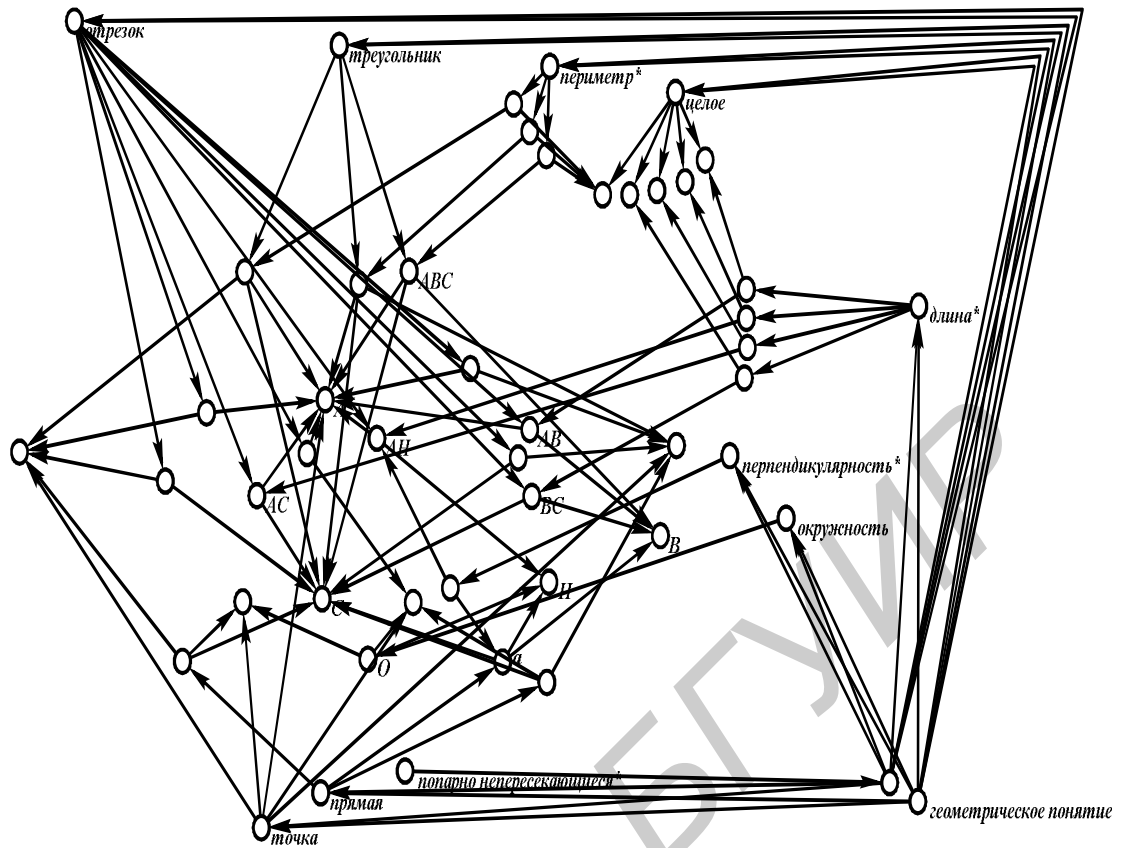 отрезок
треугольник
периметр*
целое
ABC
длина*
A
AH
AB
перпендикулярность*
AC
BC
окружность
B
H
C
O
a
попарно непересекающиеся*
прямая
геометрическое понятие
точка
БГУИР